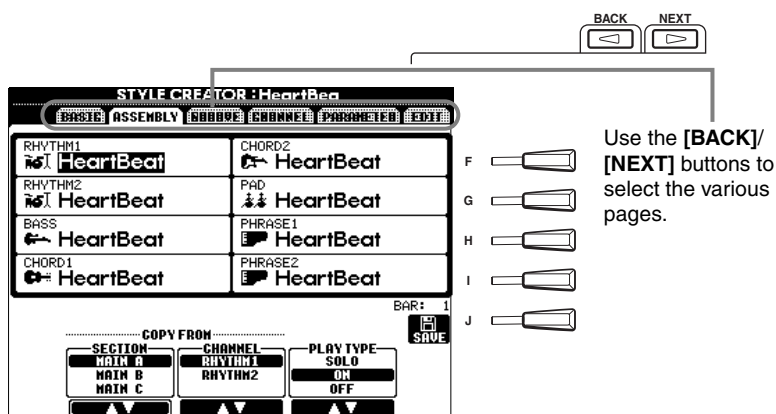 BACK NEXT
STYLE CREATOR : HeartBea
BASIC ASSEMBLY GROOVE CHANNEL PARAMETER EDIT
RHYTHM1
HeartBeat
CHORD2
HeartBeat
RHYTHM2
HeartBeat
PAD
HeartBeat
BASS
HeartBeat
PHRASE1
HeartBeat
CHORD1
HeartBeat
PHRASE2
HeartBeat
BAR: 1
SAVE
COPY FROM
SECTION
MAIN A
MAIN B
MAIN C
CHANNEL
RHYTHM1
RHYTHM2
PLAY TYPE
SOLO
ON
OFF
F
G
H
I
J
Use the [BACK]/
[NEXT] buttons to
select the various
pages.